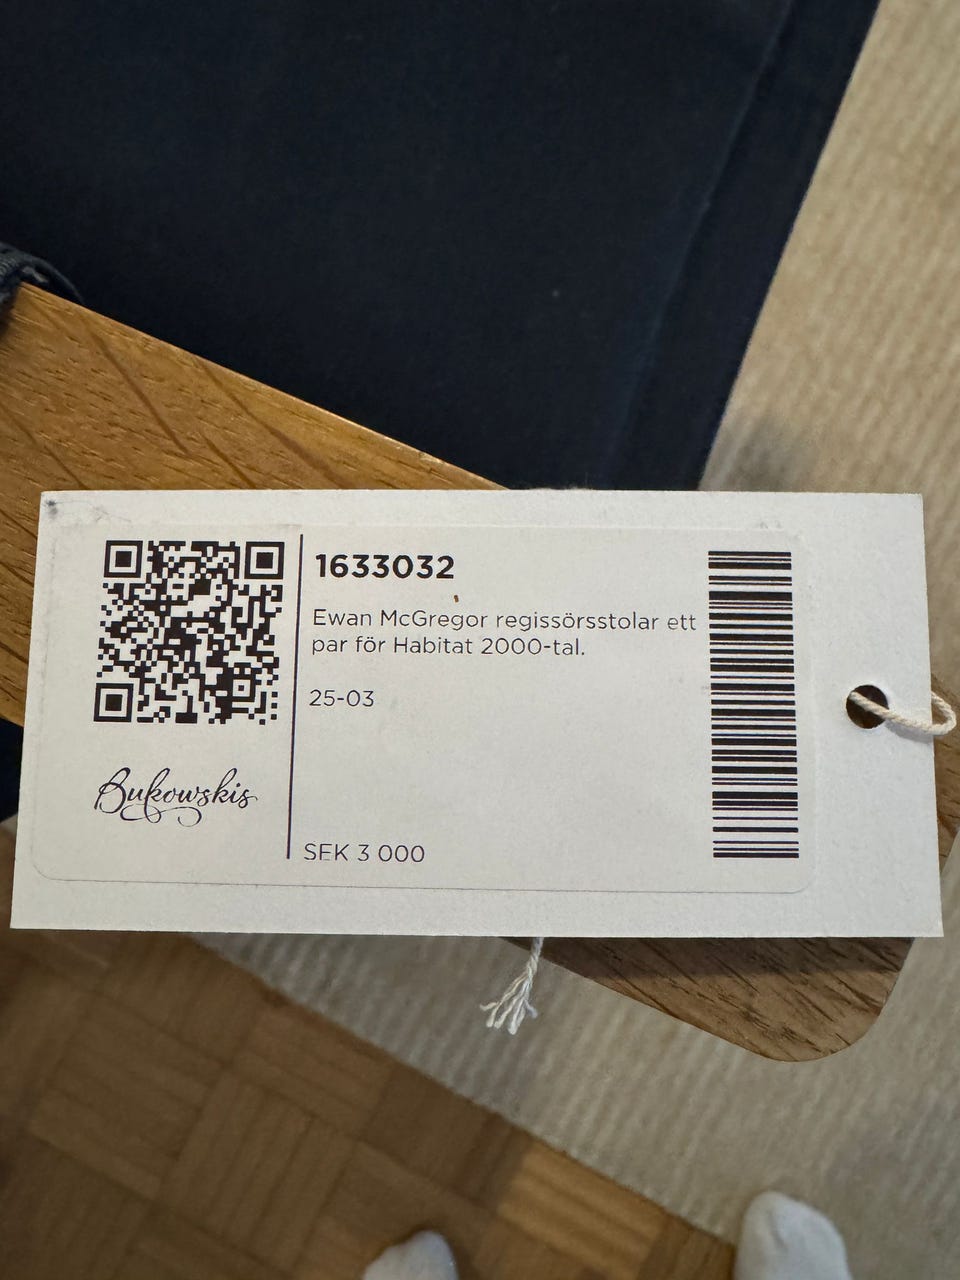 1633032
Ewan McGregor regissörsstolar ett
par för Habitat 2000-tal.
25-03
Bukowskis
SEK 3 000